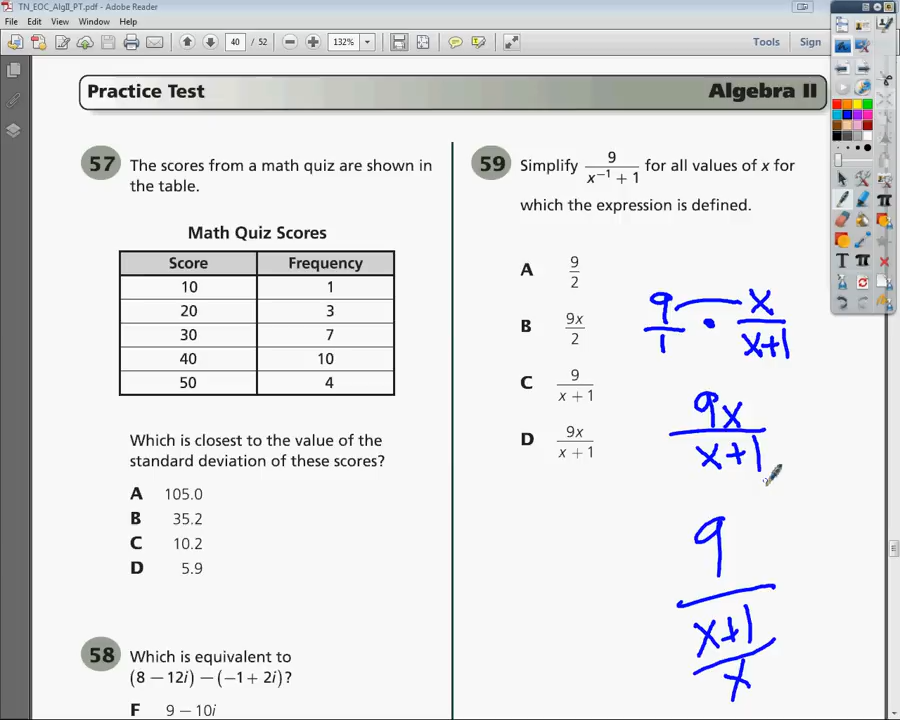 TN_EOC_AlgII_PT.pdf - Adobe Reader
File Edit View Window Help
40 / 52 132% Tools Sign
Practice Test Algebra II
57 The scores from a math quiz are shown in
the table.
Math Quiz Scores
Score Frequency
10 1
20 3
30 7
40 10
50 4
Which is closest to the value of the
standard deviation of these scores?
A 105.0
B 35.2
C 10.2
D 5.9
58 Which is equivalent to
(8 − 12i) − (−1 + 2i)?
F 9 − 10i
59 Simplify 9/(x⁻¹ + 1) for all values of x for
which the expression is defined.
A 9/2
B 9x/2
C 9/(x + 1)
D 9x/(x + 1)
9/1 • x/(x+1)
9x/(x+1)
9
x+1
x